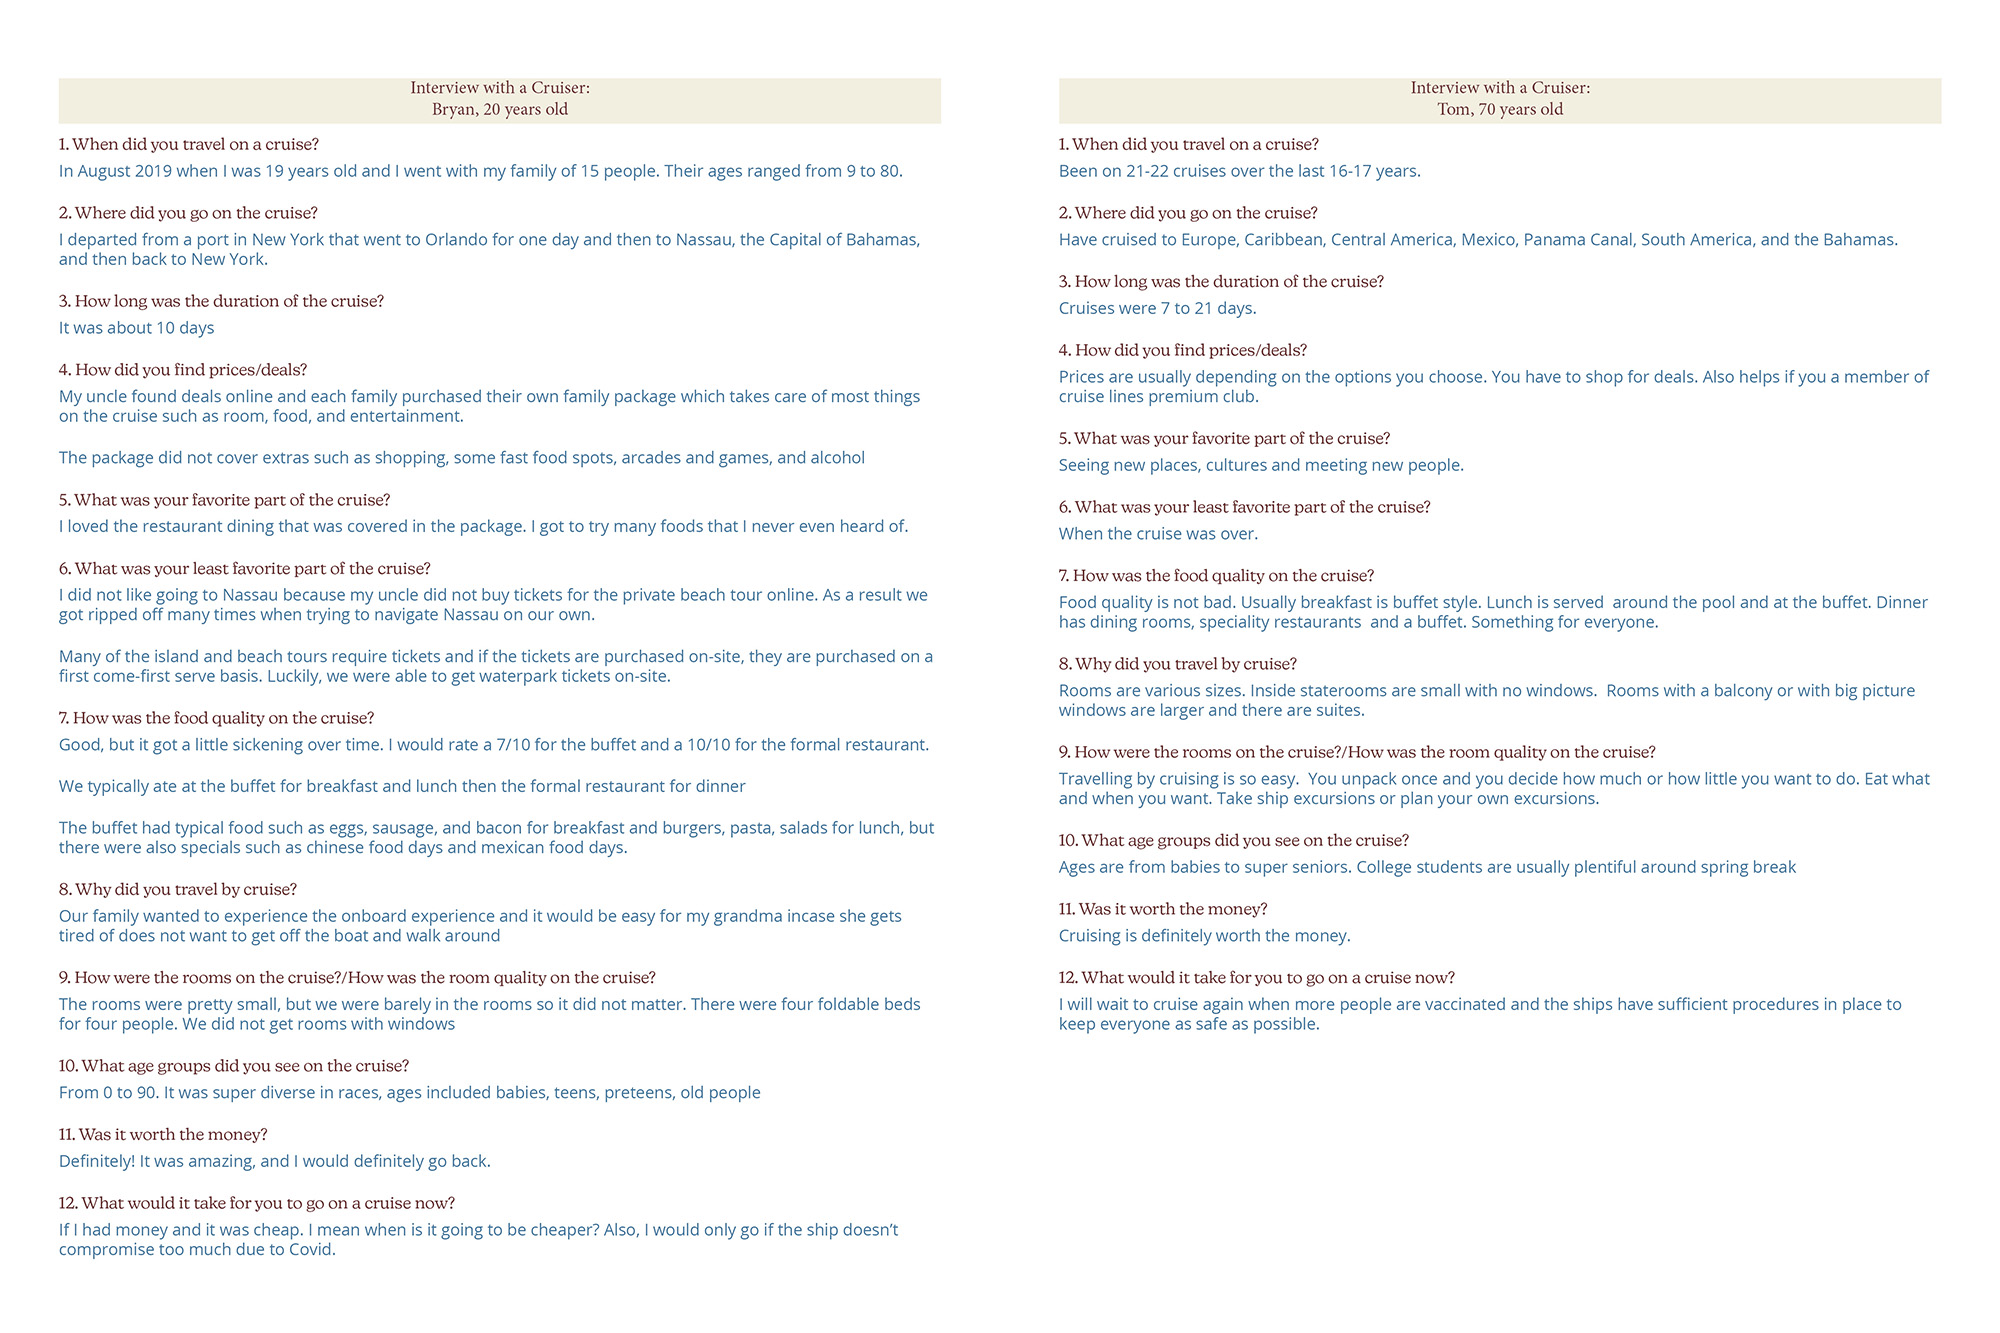 Interview with a Cruiser:
Bryan, 20 years old
1. When did you travel on a cruise?
In August 2019 when I was 19 years old and I went with my family of 15 people. Their ages ranged from 9 to 80.
2. Where did you go on the cruise?
I departed from a port in New York that went to Orlando for one day and then to Nassau, the Capital of Bahamas,
and then back to New York.
3. How long was the duration of the cruise?
It was about 10 days
4. How did you find prices/deals?
My uncle found deals online and each family purchased their own family package which takes care of most things
on the cruise such as room, food, and entertainment.
The package did not cover extras such as shopping, some fast food spots, arcades and games, and alcohol
5. What was your favorite part of the cruise?
I loved the restaurant dining that was covered in the package. I got to try many foods that I never even heard of.
6. What was your least favorite part of the cruise?
I did not like going to Nassau because my uncle did not buy tickets for the private beach tour online. As a result we
got ripped off many times when trying to navigate Nassau on our own.
Many of the island and beach tours require tickets and if the tickets are purchased on-site, they are purchased on a
first come-first serve basis. Luckily, we were able to get waterpark tickets on-site.
7. How was the food quality on the cruise?
Good, but it got a little sickening over time. I would rate a 7/10 for the buffet and a 10/10 for the formal restaurant.
We typically ate at the buffet for breakfast and lunch then the formal restaurant for dinner
The buffet had typical food such as eggs, sausage, and bacon for breakfast and burgers, pasta, salads for lunch, but
there were also specials such as chinese food days and mexican food days.
8. Why did you travel by cruise?
Our family wanted to experience the onboard experience and it would be easy for my grandma incase she gets
tired of does not want to get off the boat and walk around
9. How were the rooms on the cruise?/How was the room quality on the cruise?
The rooms were pretty small, but we were barely in the rooms so it did not matter. There were four foldable beds
for four people. We did not get rooms with windows
10. What age groups did you see on the cruise?
From 0 to 90. It was super diverse in races, ages included babies, teens, preteens, old people
11. Was it worth the money?
Definitely! It was amazing, and I would definitely go back.
12. What would it take for you to go on a cruise now?
If I had money and it was cheap. I mean when is it going to be cheaper? Also, I would only go if the ship doesn't
compromise too much due to Covid.
Interview with a Cruiser:
Tom, 70 years old
1. When did you travel on a cruise?
Been on 21-22 cruises over the last 16-17 years.
2. Where did you go on the cruise?
Have cruised to Europe, Caribbean, Central America, Mexico, Panama Canal, South America, and the Bahamas.
3. How long was the duration of the cruise?
Cruises were 7 to 21 days.
4. How did you find prices/deals?
Prices are usually depending on the options you choose. You have to shop for deals. Also helps if you a member of
cruise lines premium club.
5. What was your favorite part of the cruise?
Seeing new places, cultures and meeting new people.
6. What was your least favorite part of the cruise?
When the cruise was over.
7. How was the food quality on the cruise?
Food quality is not bad. Usually breakfast is buffet style. Lunch is served  around the pool and at the buffet. Dinner
has dining rooms, speciality restaurants  and a buffet. Something for everyone.
8. Why did you travel by cruise?
Rooms are various sizes. Inside staterooms are small with no windows.  Rooms with a balcony or with big picture
windows are larger and there are suites.
9. How were the rooms on the cruise?/How was the room quality on the cruise?
Travelling by cruising is so easy.  You unpack once and you decide how much or how little you want to do. Eat what
and when you want. Take ship excursions or plan your own excursions.
10. What age groups did you see on the cruise?
Ages are from babies to super seniors. College students are usually plentiful around spring break
11. Was it worth the money?
Cruising is definitely worth the money.
12. What would it take for you to go on a cruise now?
I will wait to cruise again when more people are vaccinated and the ships have sufficient procedures in place to
keep everyone as safe as possible.